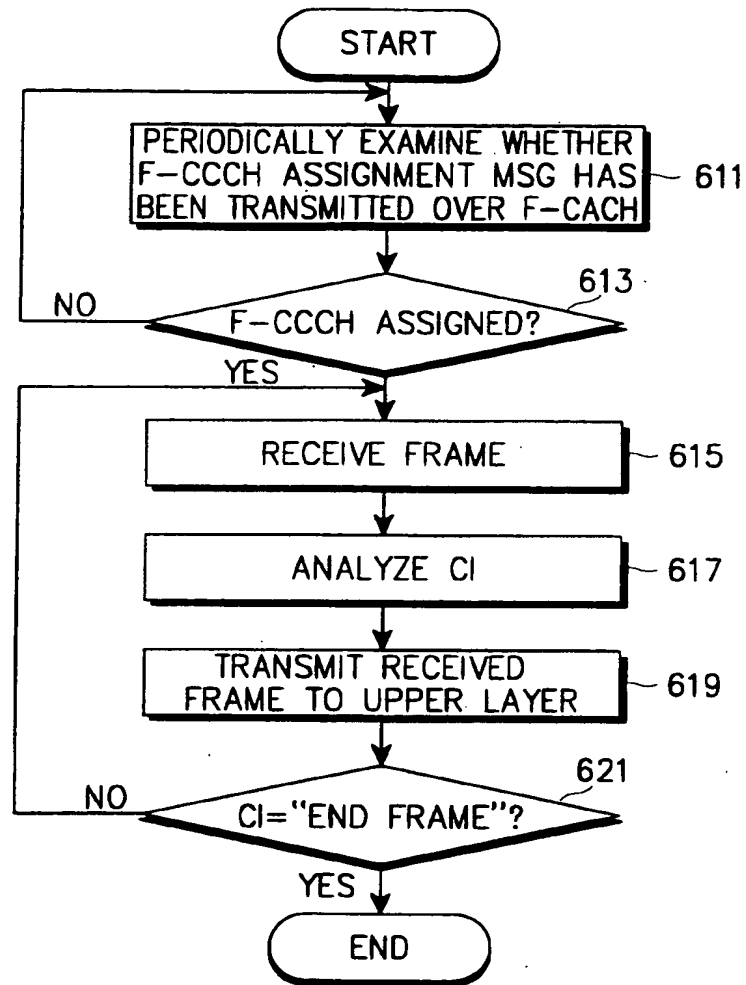 START
PERIODICALLY EXAMINE WHETHER
F-CCCH ASSIGNMENT MSG HAS
BEEN TRANSMITTED OVER F-CACH
611
613
F-CCCH ASSIGNED?
NO
YES
RECEIVE FRAME
615
ANALYZE CI
617
TRANSMIT RECEIVED
FRAME TO UPPER LAYER
619
621
CI="END FRAME"?
NO
YES
END